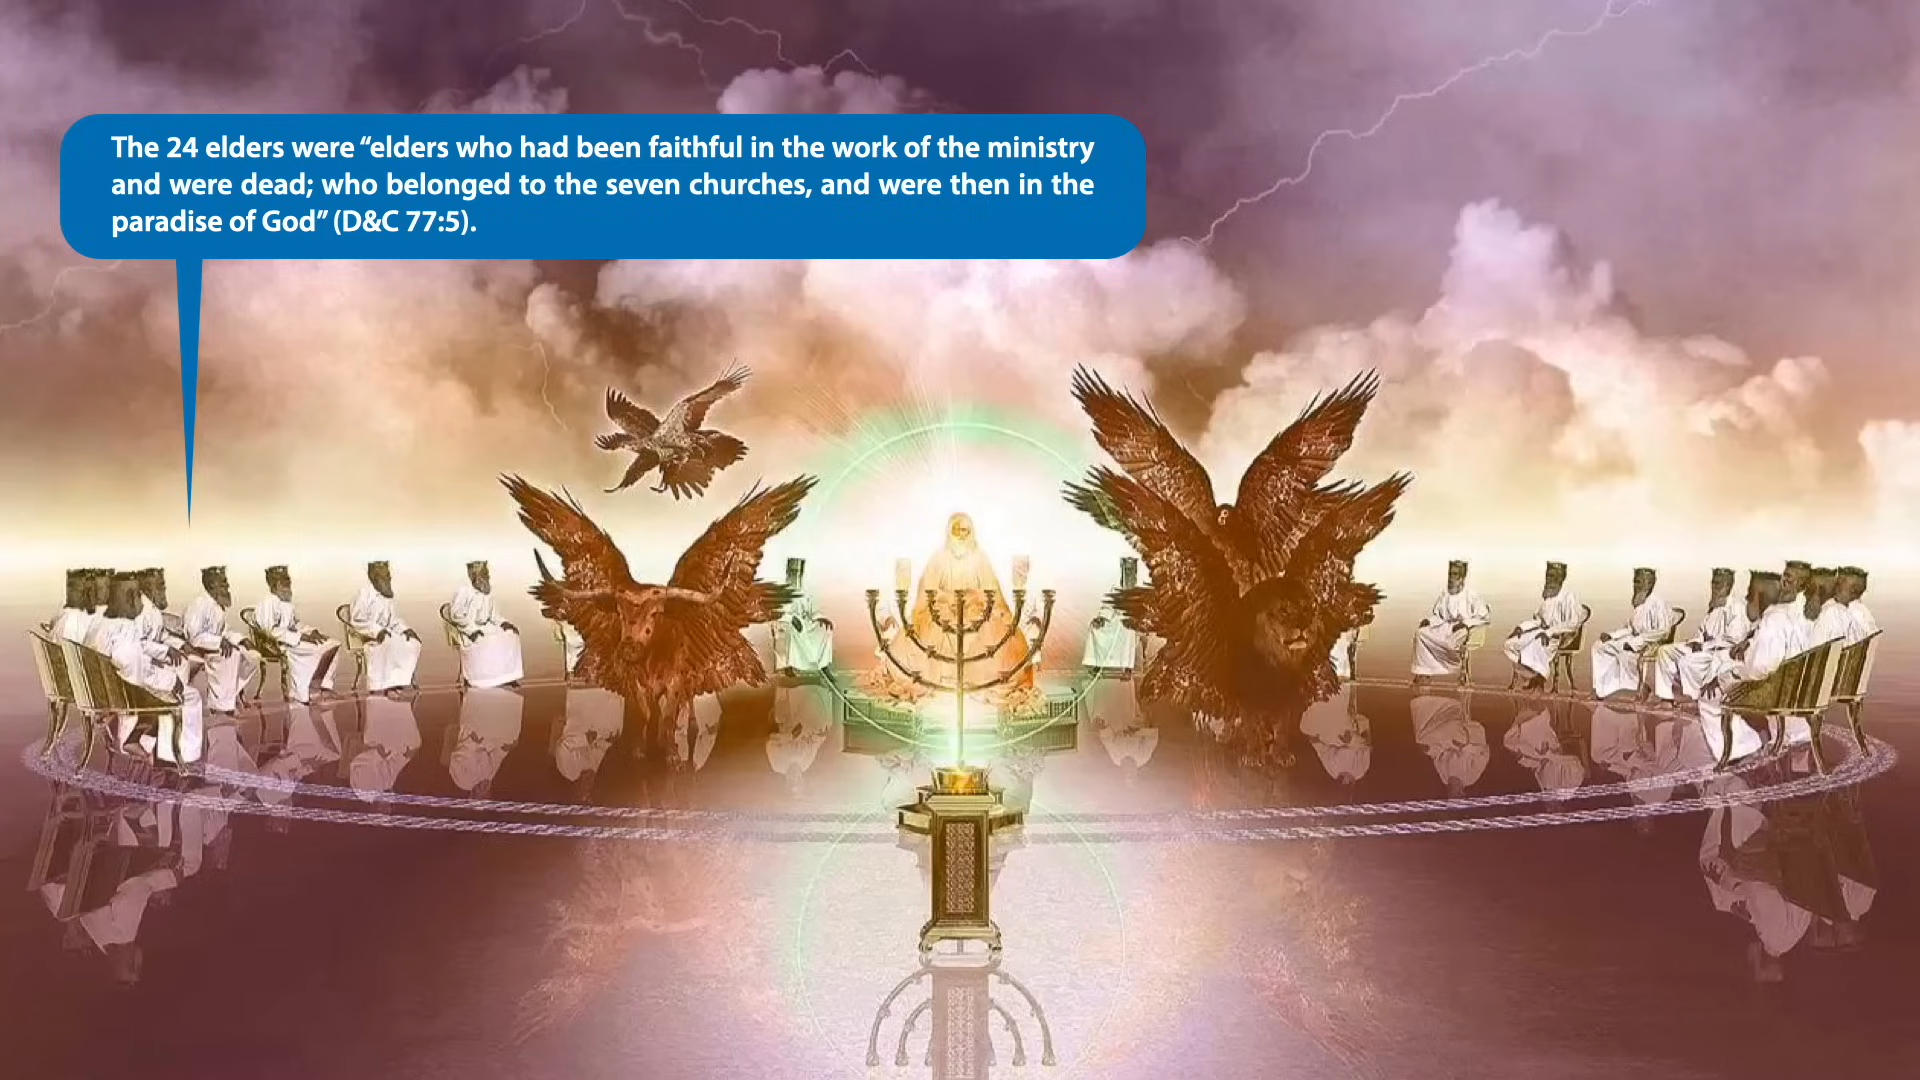 The 24 elders were “elders who had been faithful in the work of the ministry
and were dead; who belonged to the seven churches, and were then in the
paradise of God” (D&C 77:5).